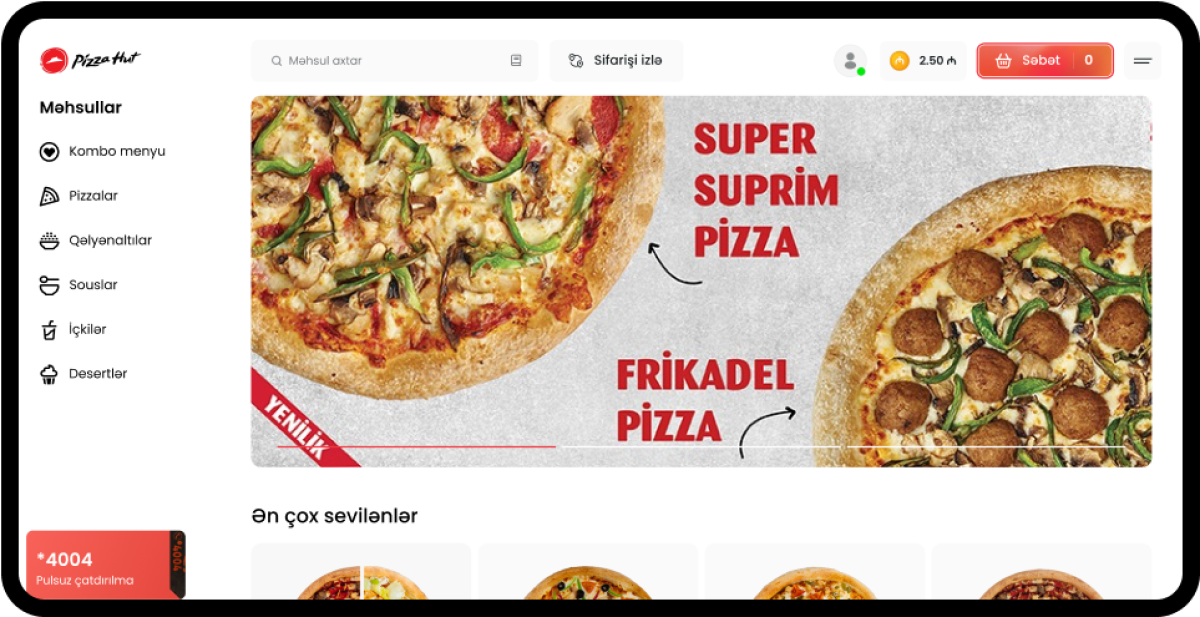 Pizza Hut
Məhsul axtar
Sifarişi izlə
2.50 ₼
Səbət 0
Məhsullar
Kombo menyu
Pizzalar
Qəlyənaltılar
Souslar
İçkilər
Desertlər
SUPER
SUPRİM
PİZZA
FRİKADEL
PİZZA
YENİLİK
Ən çox sevilənlər
*4004
Pulsuz çatdırılma
*4004